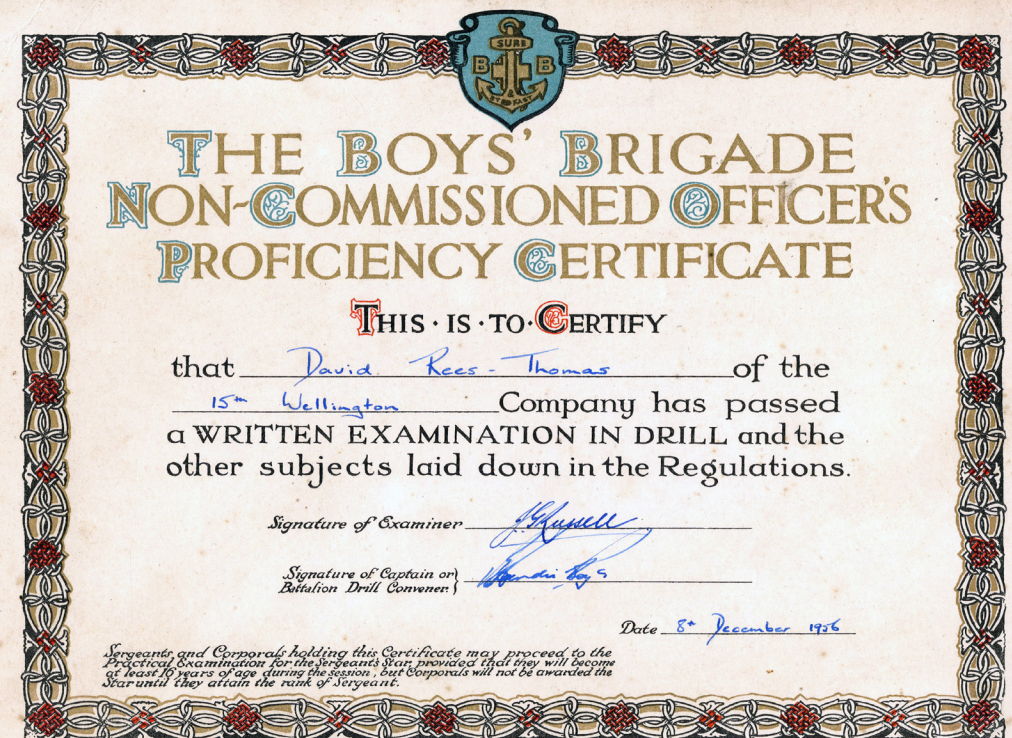 SURE
B B
& STEDFAST
THE BOYS' BRIGADE
NON-COMMISSIONED OFFICER'S
PROFICIENCY CERTIFICATE
THIS · IS · TO · CERTIFY
that David Rees-Thomas of the
15th Wellington Company has passed
a WRITTEN EXAMINATION IN DRILL and the
other subjects laid down in the Regulations.
Signature of Examiner J.G. Russell
Signature of Captain or
Battalion Drill Convener.
Date 8th December 1956
Sergeants and Corporals holding this Certificate may proceed to the
Practical Examination for the Sergeant's Star, provided that they will become
at least 16 years of age during the session, but Corporals will not be awarded the
Star until they attain the rank of Sergeant.